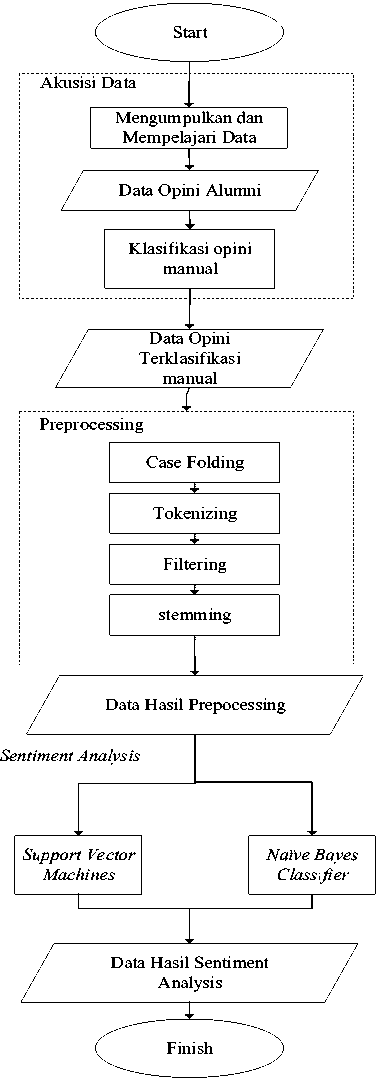 Start
Akusisi Data
Mengumpulkan dan
Mempelajari Data
Data Opini Alumni
Klasifikasi opini
manual
Data Opini
Terklasifikasi
manual
Preprocessing
Case Folding
Tokenizing
Filtering
stemming
Data Hasil Prepocessing
Sentiment Analysis
Support Vector
Machines
Naïve Bayes
Classifier
Data Hasil Sentiment
Analysis
Finish